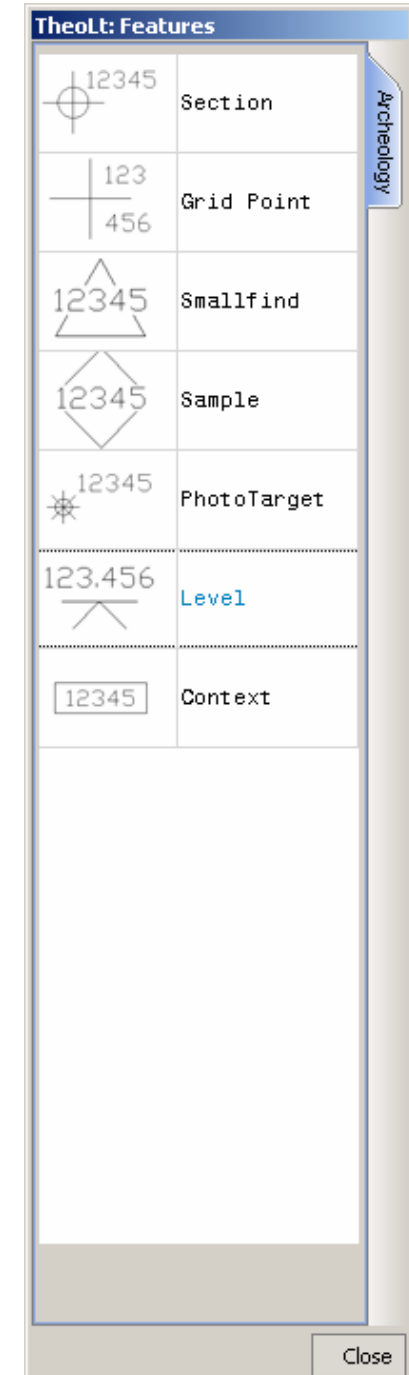 TheoLt: Features
12345
Section
Archeology
123
456
Grid Point
12345
Smallfind
12345
Sample
12345
PhotoTarget
123.456
Level
12345
Context
Close